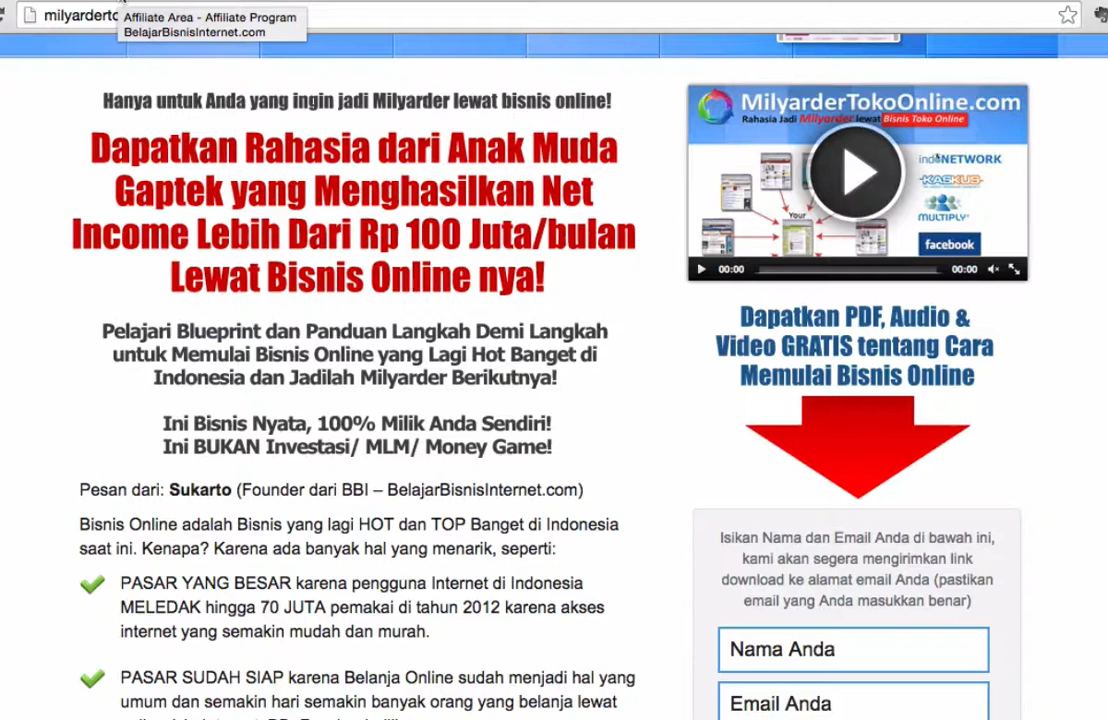 milyarderto
Affiliate Area - Affiliate Program
BelajarBisnisInternet.com
Hanya untuk Anda yang ingin jadi Milyarder lewat bisnis online!
Dapatkan Rahasia dari Anak Muda
Gaptek yang Menghasilkan Net
Income Lebih Dari Rp 100 Juta/bulan
Lewat Bisnis Online nya!
Pelajari Blueprint dan Panduan Langkah Demi Langkah
untuk Memulai Bisnis Online yang Lagi Hot Banget di
Indonesia dan Jadilah Milyarder Berikutnya!
Ini Bisnis Nyata, 100% Milik Anda Sendiri!
Ini BUKAN Investasi/ MLM/ Money Game!
Pesan dari: Sukarto (Founder dari BBI – BelajarBisnisInternet.com)
Bisnis Online adalah Bisnis yang lagi HOT dan TOP Banget di Indonesia
saat ini. Kenapa? Karena ada banyak hal yang menarik, seperti:
PASAR YANG BESAR karena pengguna Internet di Indonesia
MELEDAK hingga 70 JUTA pemakai di tahun 2012 karena akses
internet yang semakin mudah dan murah.
PASAR SUDAH SIAP karena Belanja Online sudah menjadi hal yang
umum dan semakin hari semakin banyak orang yang belanja lewat
MilyarderTokoOnline.com
Rahasia Jadi Milyarder lewat Bisnis Toko Online
indoNETWORK
KASKUS
MULTIPLY
facebook
Your
00:00
00:00
Dapatkan PDF, Audio &
Video GRATIS tentang Cara
Memulai Bisnis Online
Isikan Nama dan Email Anda di bawah ini,
kami akan segera mengirimkan link
download ke alamat email Anda (pastikan
email yang Anda masukkan benar)
Nama Anda
Email Anda